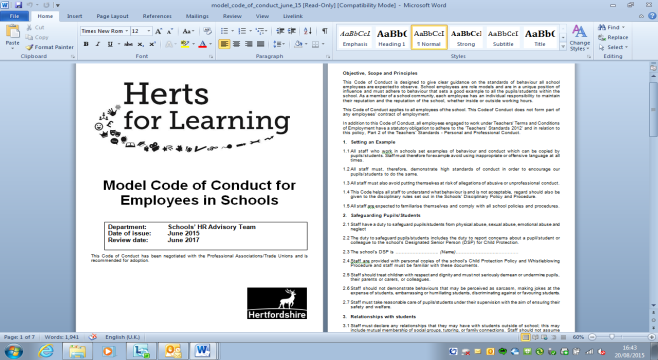 model_code_of_conduct_june_15 [Read-Only] [Compatibility Mode] - Microsoft Word
File Home Insert Page Layout References Mailings Review View Livelink
Cut
Copy
Paste
Format Painter
Clipboard
Times New Rom 12
Font
Paragraph
AaBbCcI AaBb( AaBbCcI AaBbCcl AaBbCcl AaBb(
Emphasis Heading 1 ¶ Normal Strong Subtitle Title
Change Styles
Styles
Find
Replace
Select
Editing
Herts
for Learning
Model Code of Conduct for
Employees in Schools
Department: Schools' HR Advisory Team
Date of Issue: June 2015
Review date: June 2017
This Code of Conduct has been negotiated with the Professional Associations/Trade Unions and is
recommended for adoption.
Hertfordshire
Objective, Scope and Principles
This Code of Conduct is designed to give clear guidance on the standards of behaviour all school
employees are expected to observe. School employees are role models and are in a unique position of
influence and must adhere to behaviour that sets a good example to all the pupils/students within the
school. As a member of a school community, each employee has an individual responsibility to maintain
their reputation and the reputation of the school, whether inside or outside working hours.
This Code of Conduct applies to all employees of the school. This Code of Conduct does not form part of
any employees' contract of employment.
In addition to this Code of Conduct, all employees engaged to work under Teachers' Terms and Conditions
of Employment have a statutory obligation to adhere to the 'Teachers' Standards 2012' and in relation to
this policy, Part 2 of the Teachers' Standards - Personal and Professional Conduct.
1. Setting an Example
1.1 All staff who work in schools set examples of behaviour and conduct which can be copied by
pupils/students. Staff must therefore for example avoid using inappropriate or offensive language at all
times.
1.2 All staff must, therefore, demonstrate high standards of conduct in order to encourage our
pupils/students to do the same.
1.3 All staff must also avoid putting themselves at risk of allegations of abusive or unprofessional conduct.
1.4 This Code helps all staff to understand what behaviour is and is not acceptable, regard should also be
given to the disciplinary rules set out in the Schools' Disciplinary Policy and Procedure.
1.5 All staff are expected to familiarise themselves and comply with all school policies and procedures.
2. Safeguarding Pupils/Students
2.1 Staff have a duty to safeguard pupils/students from physical abuse, sexual abuse, emotional abuse and
neglect
2.2 The duty to safeguard pupils/students includes the duty to report concerns about a pupil/student or
colleague to the school's Designated Senior Person (DSP) for Child Protection.
2.3 The school's DSP is (Name)
2.4 Staff are provided with personal copies of the school's Child Protection Policy and Whistleblowing
Procedure and staff must be familiar with these documents.
2.5 Staff should treat children with respect and dignity and must not seriously demean or undermine pupils,
their parents or carers, or colleagues.
2.6 Staff should not demonstrate behaviours that may be perceived as sarcasm, making jokes at the
expense of students, embarrassing or humiliating students, discriminating against or favouring students.
2.7 Staff must take reasonable care of pupils/students under their supervision with the aim of ensuring their
safety and welfare.
3. Relationships with students
3.1 Staff must declare any relationships that they may have with students outside of school; this may
include mutual membership of social groups, tutoring, or family connections. Staff should not assume
Page: 1 of 7 Words: 1,941 English (U.K.) 60%
16:43
20/08/2015